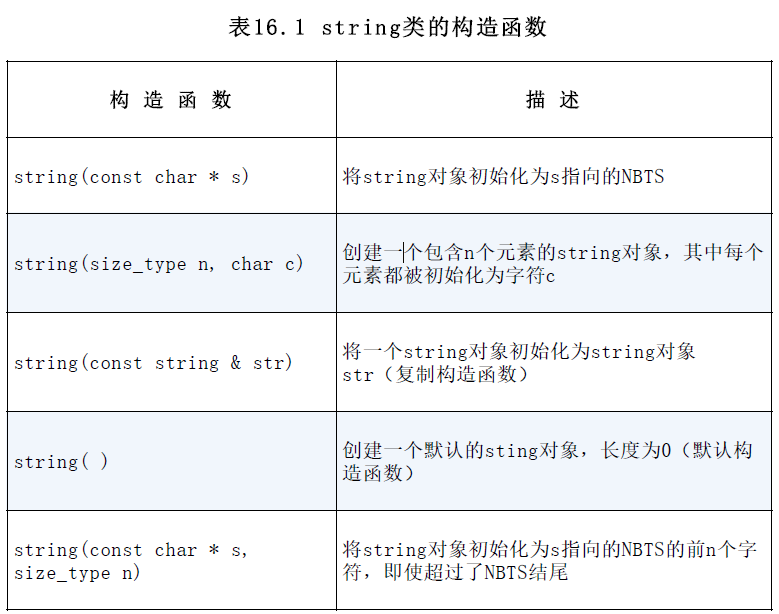 表16.1 string类的构造函数
构 造 函 数
描 述
string(const char * s)
将string对象初始化为s指向的NBTS
string(size_type n, char c)
创建一个包含n个元素的string对象，其中每个
元素都被初始化为字符c
string(const string & str)
将一个string对象初始化为string对象
str（复制构造函数）
string( )
创建一个默认的sting对象，长度为0（默认构
造函数）
string(const char * s,
size_type n)
将string对象初始化为s指向的NBTS的前n个字
符，即使超过了NBTS结尾